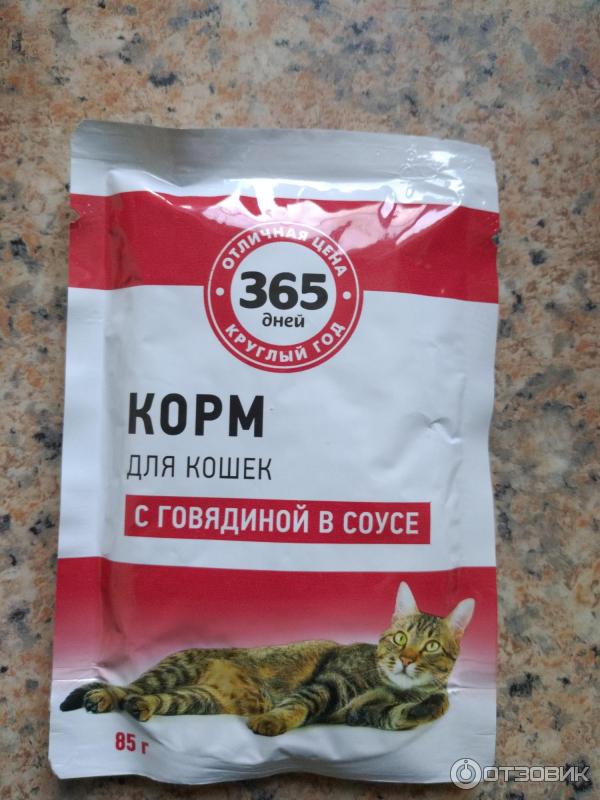 ОТЛИЧНАЯ ЦЕНА
365
дней
КРУГЛЫЙ ГОД
КОРМ
ДЛЯ КОШЕК
С ГОВЯДИНОЙ В СОУСЕ
85 г
ОТЗОВИК